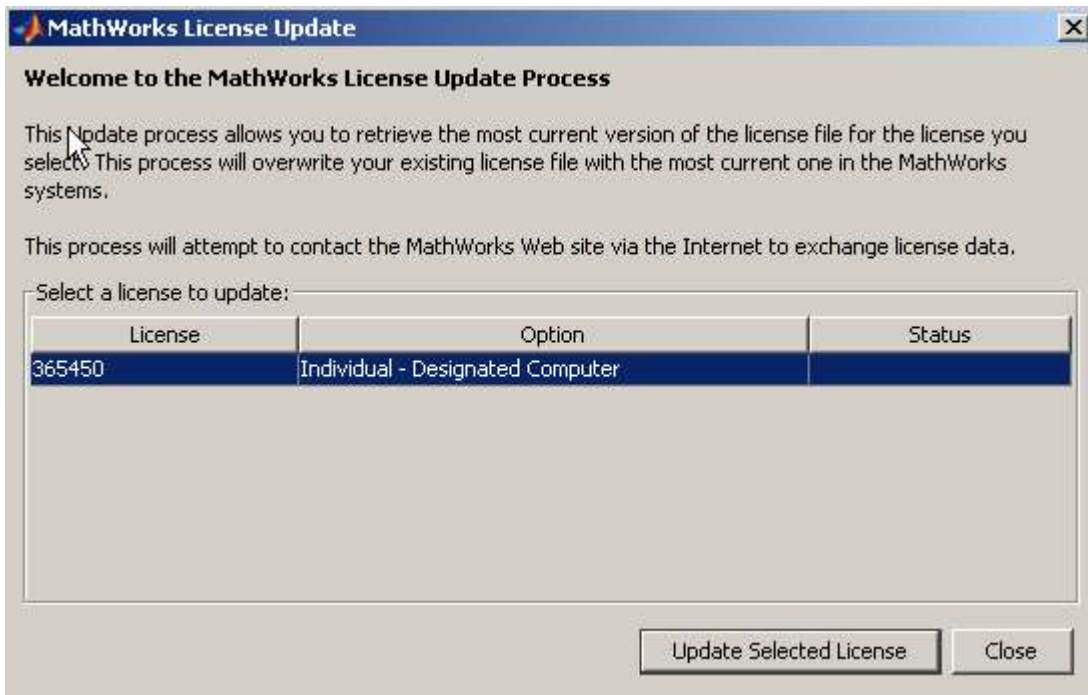 MathWorks License Update
Welcome to the MathWorks License Update Process
This Update process allows you to retrieve the most current version of the license file for the license you
select. This process will overwrite your existing license file with the most current one in the MathWorks
systems.
This process will attempt to contact the MathWorks Web site via the Internet to exchange license data.
Select a license to update:
License Option Status
365450 Individual - Designated Computer
Update Selected License Close